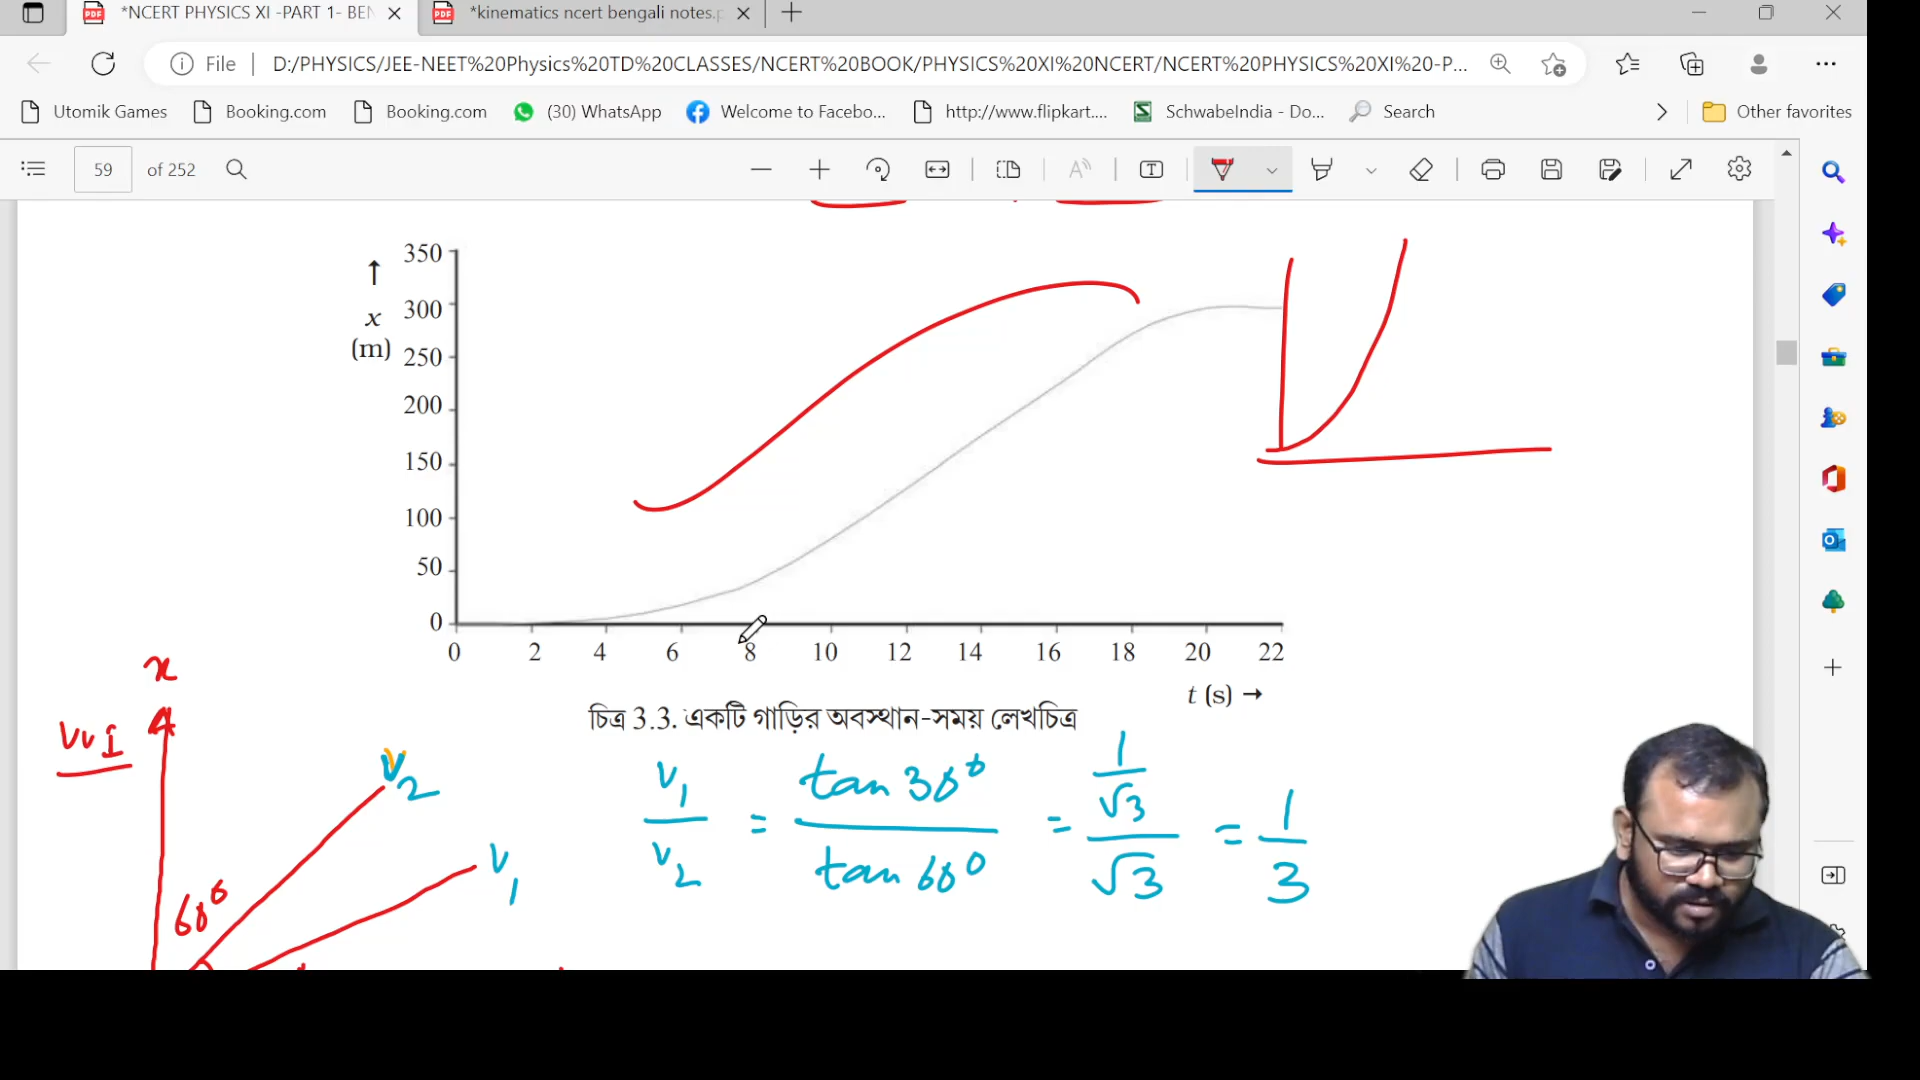 *NCERT PHYSICS XI -PART 1- BEN
*kinematics ncert bengali notes.p
File
D:/PHYSICS/JEE-NEET%20Physics%20TD%20CLASSES/NCERT%20BOOK/PHYSICS%20XI%20NCERT/NCERT%20PHYSICS%20XI%20-P...
Utomik Games
Booking.com
Booking.com
(30) WhatsApp
Welcome to Facebo...
http://www.flipkart....
SchwabeIndia - Do...
Search
Other favorites
59 of 252
↑
x
(m)
350
300
250
200
150
100
50
0
0 2 4 6 8 10 12 14 16 18 20 22
t (s) →
চিত্র 3.3. একটি গাড়ির অবস্থান-সময় লেখচিত্র
x
VVI
V2
V1
60°
V1/V2 = tan 30°/tan 60° = 1/√3/√3 = 1/3